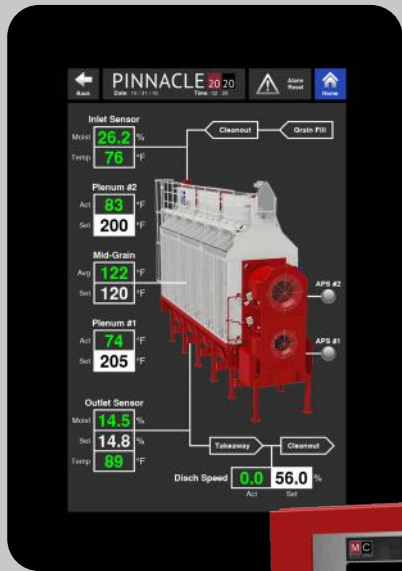 Back
PINNACLE 20 20
Alarm Reset
Home
Date: 10 / 31 / 16 Time: 02 : 26
Inlet Sensor
Moist 26.2 %
Temp 76 °F
Cleanout
Grain Fill
Plenum #2
Act 83 °F
Set 200 °F
Mid-Grain
Avg 122 °F
Set 120 °F
APS #2
Plenum #1
Act 74 °F
Set 205 °F
APS #1
Outlet Sensor
Moist 14.5 %
Set 14.8 %
Temp 89 °F
Takeaway
Cleanout
Disch Speed 0.0 56.0 %
Act Set
MC